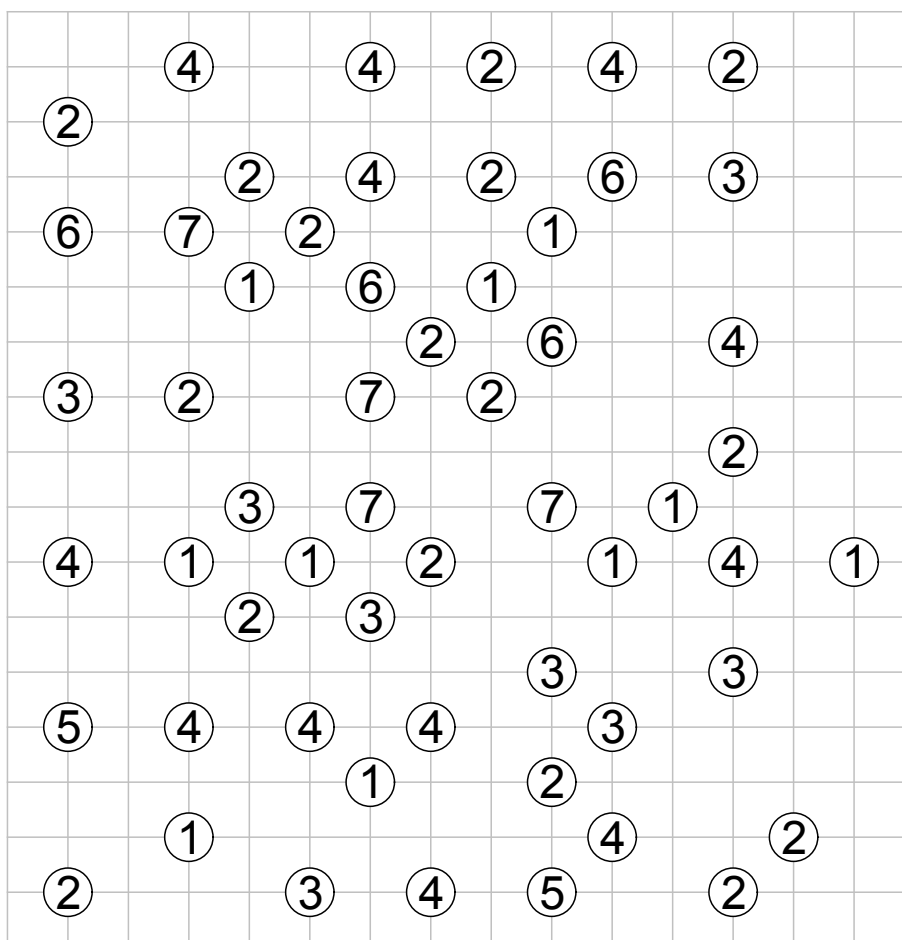 4 4 2 4 2
2
2 4 2 6 3
6 7 2 1
1 6 1
2 6 4
3 2 7 2
2
3 7 7 1
4 1 1 2 1 4 1
2 3
3 3
5 4 4 4 3
1 2
1 4 2
2 3 4 5 2